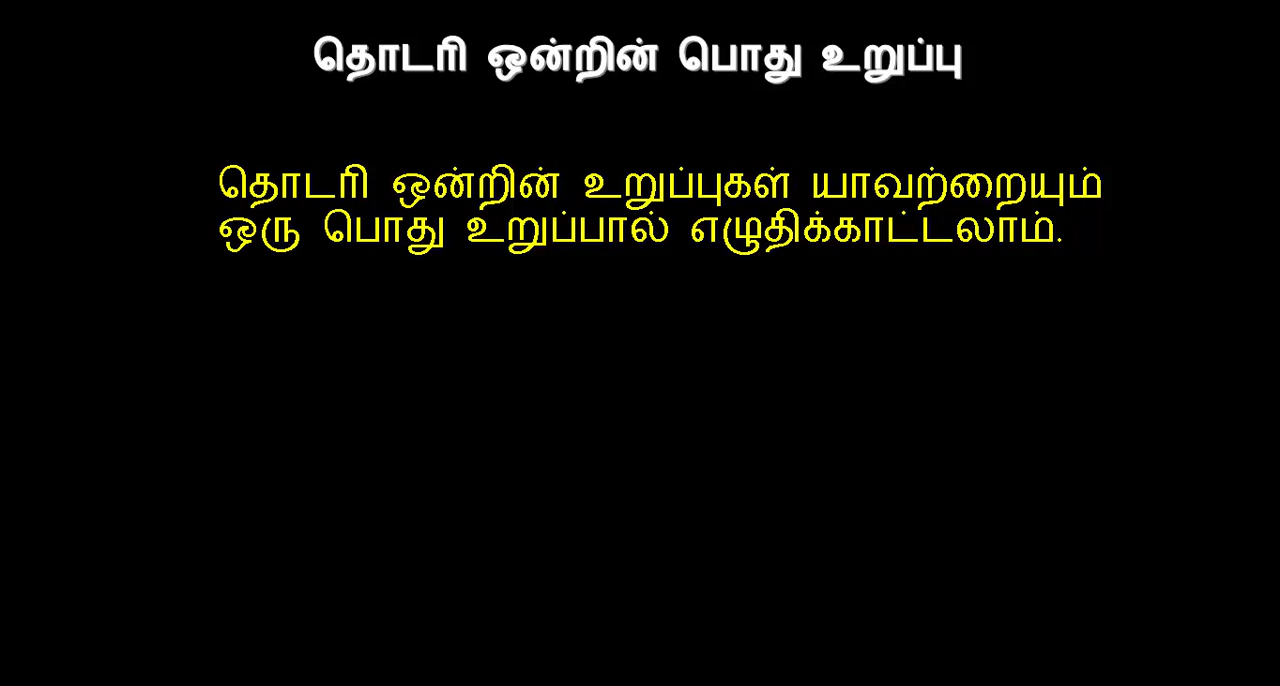 தொடரி ஒன்றின் பொது உறுப்பு
தொடரி ஒன்றின் உறுப்புகள் யாவற்றையும்
ஒரு பொது உறுப்பால் எழுதிக்காட்டலாம்.